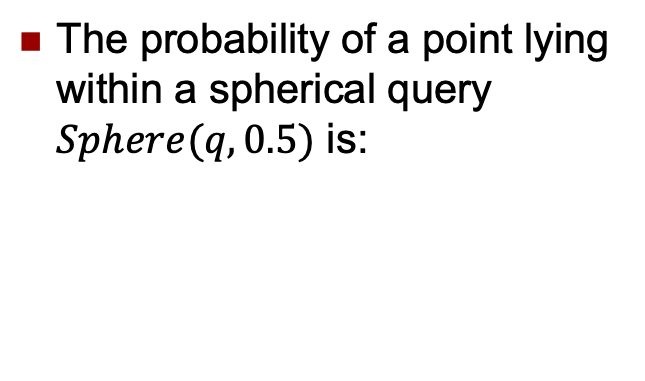 The probability of a point lying
within a spherical query
𝑆𝑝ℎ𝑒𝑟𝑒(𝑞, 0.5) is: